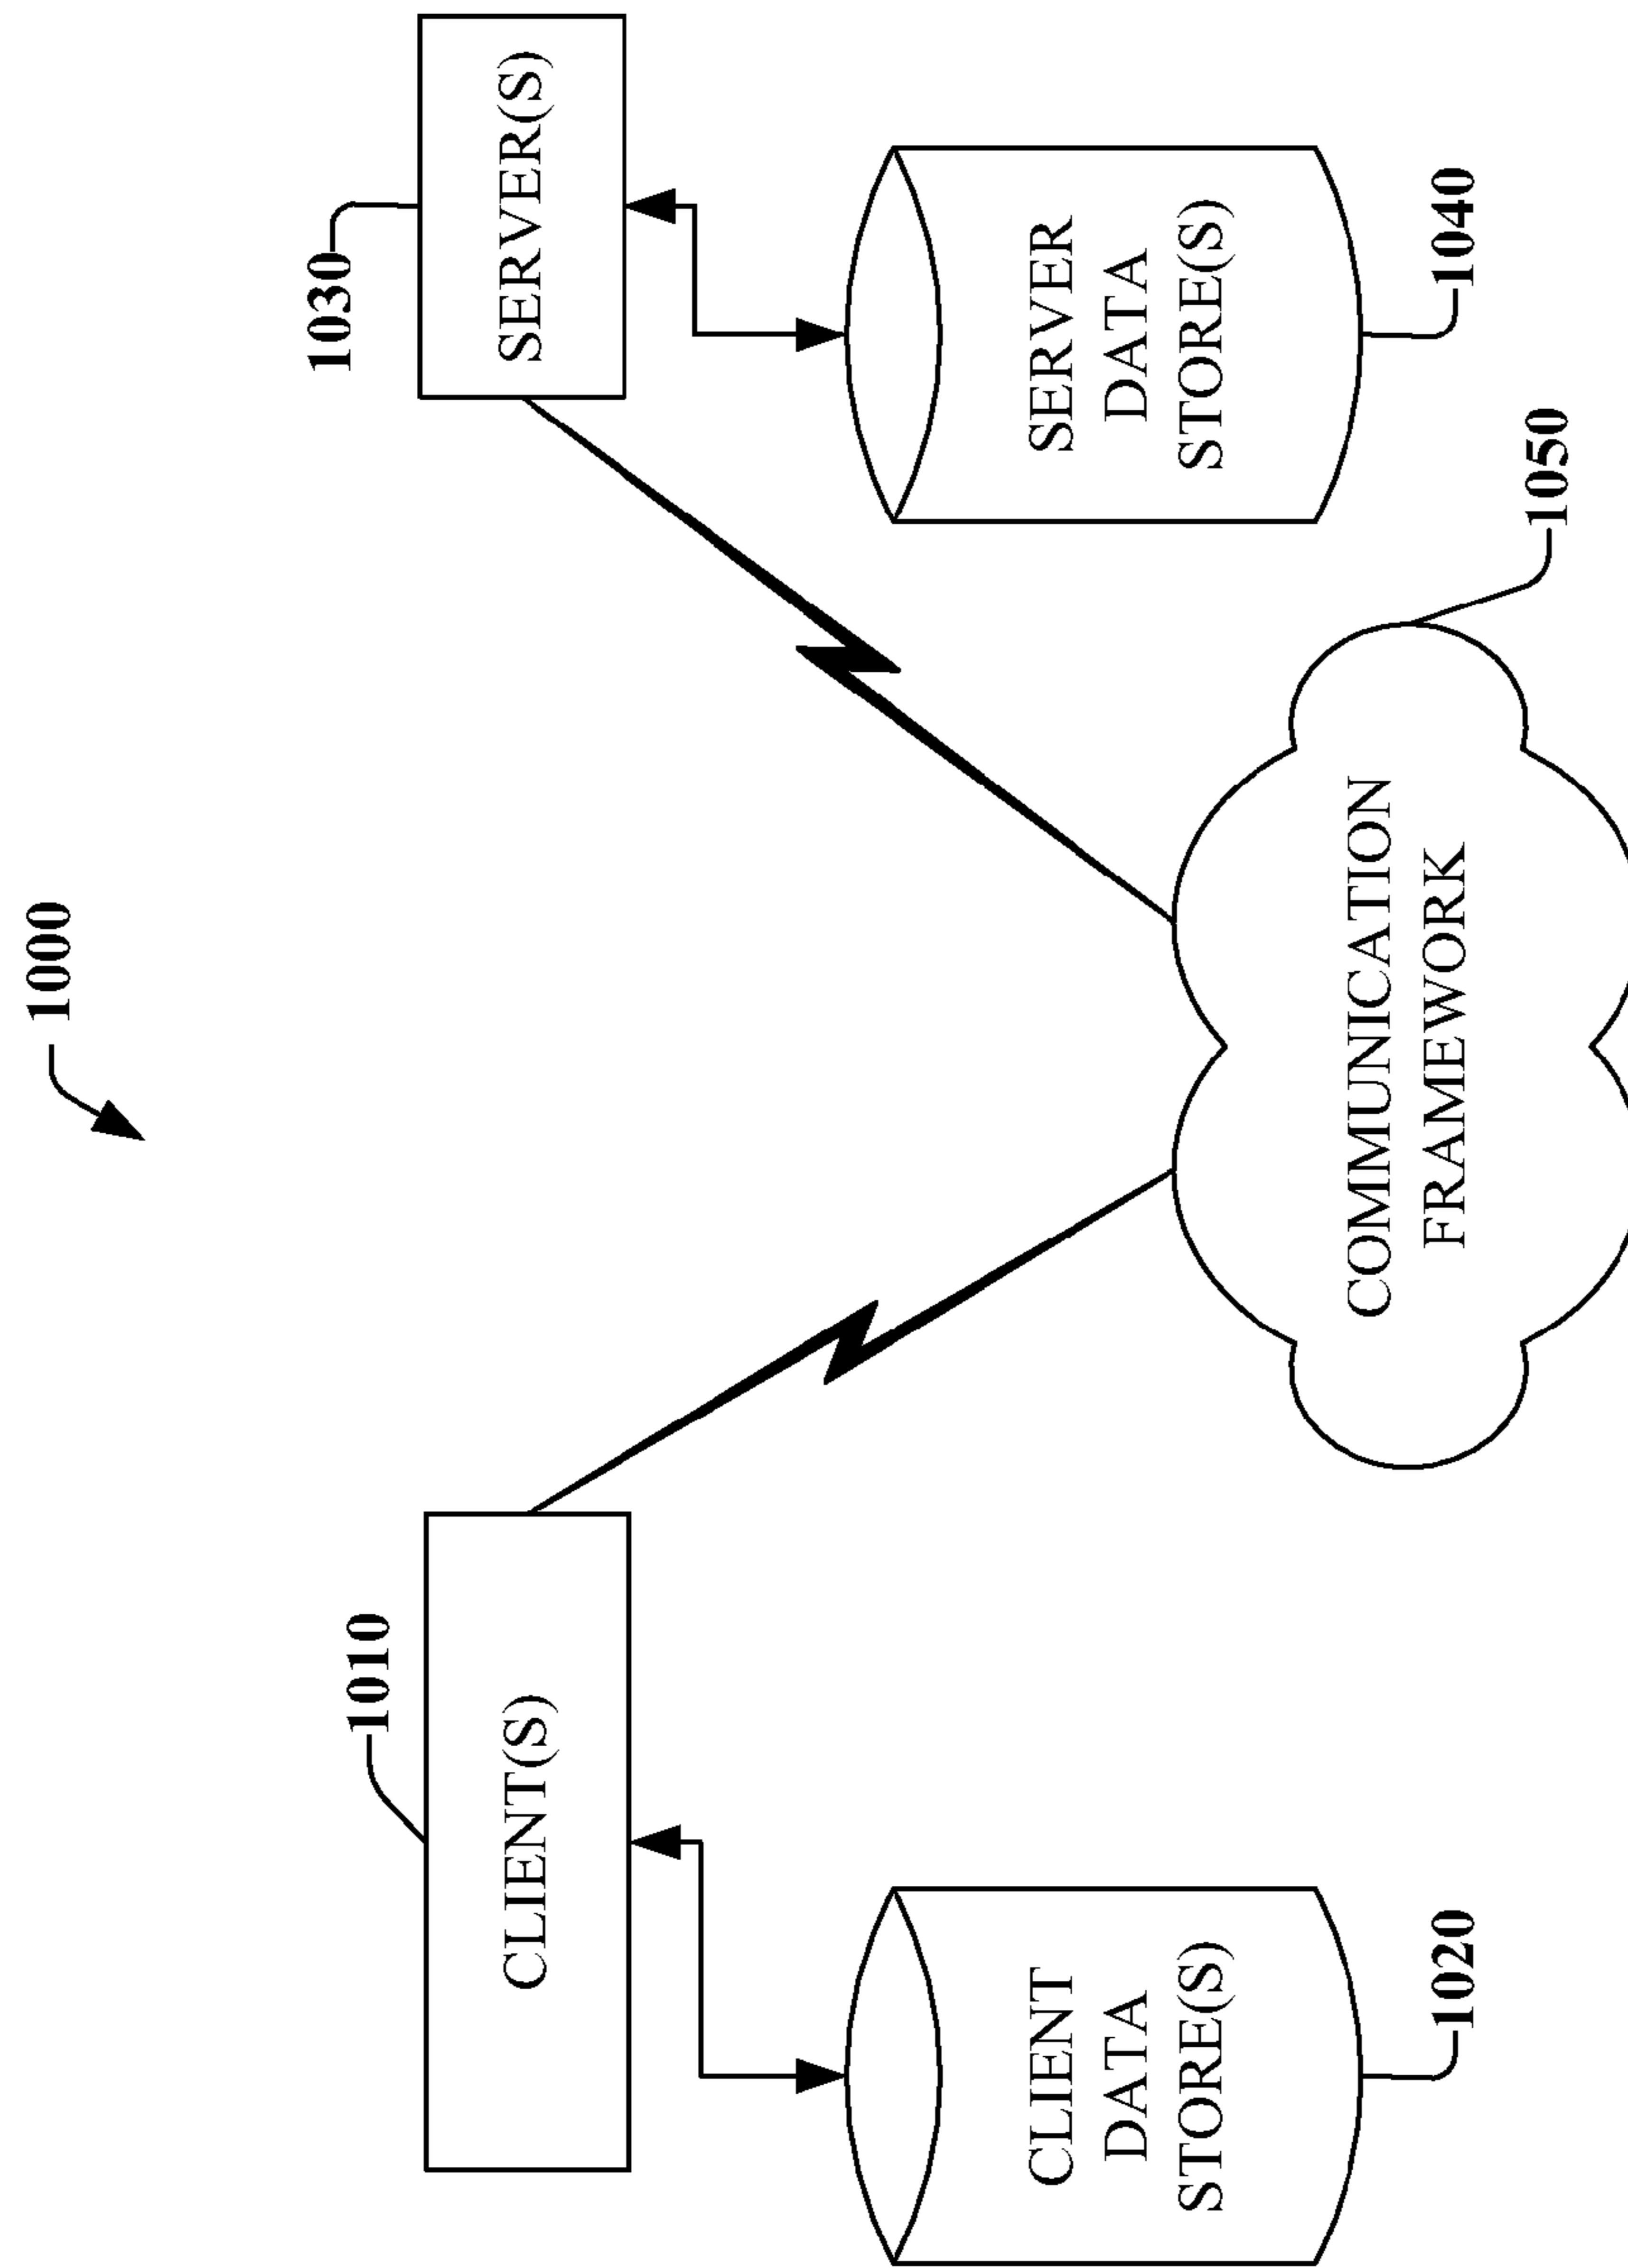 1000
1010
CLIENT(S)
1030
SERVER(S)
CLIENT
DATA
STORE(S)
1020
SERVER
DATA
STORE(S)
1040
COMMUNICATION
FRAMEWORK
1050